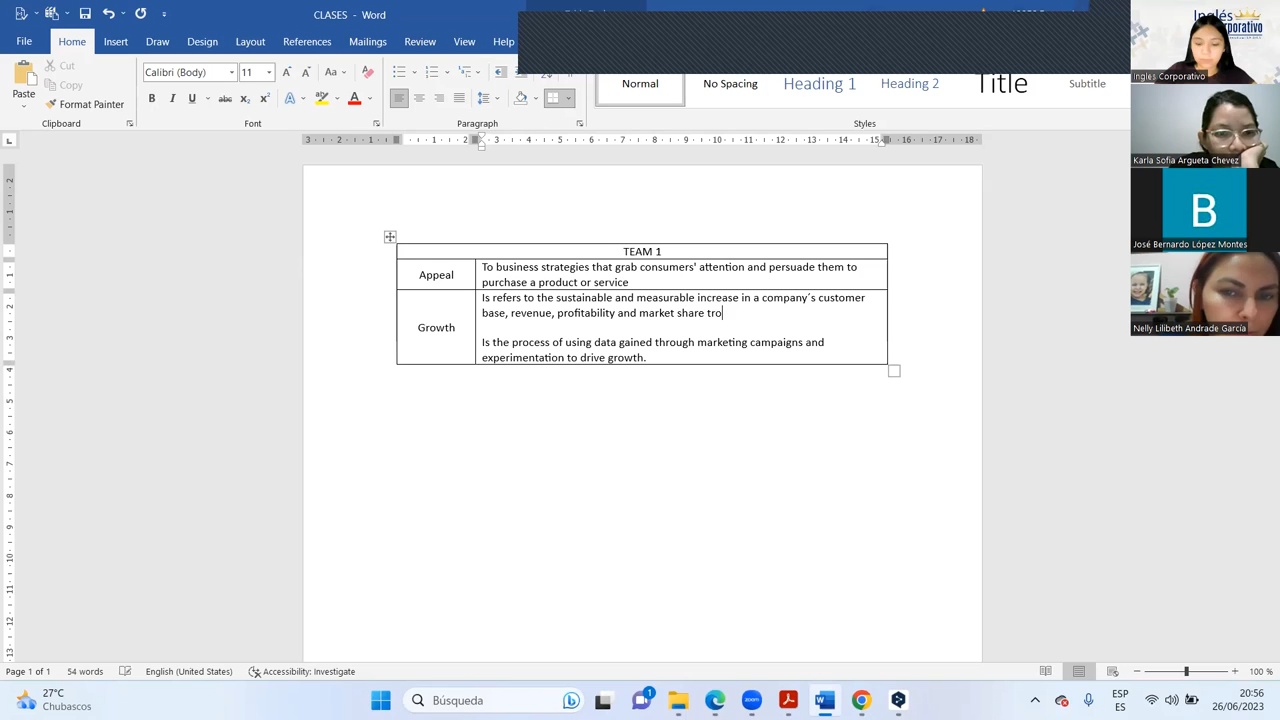 File Home Insert Draw Design Layout References Mailings Review View
Inglés
Corporativo
Cut
Copy
Format Painter
Paste
Calibri (Body) 11
Normal
No Spacing
Heading 1
Heading 2
Title
Subtitle
Ingles Corporativo
Clipboard
Font
Paragraph
Styles
Karla Sofia Argueta Chevez
B
José Bernardo López Montes
Nelly Lilibeth Andrade García
TEAM 1
Appeal
To business strategies that grab consumers' attention and persuade them to
purchase a product or service
Growth
Is refers to the sustainable and measurable increase in a company´s customer
base, revenue, profitability and market share tro
Is the process of using data gained through marketing campaigns and
experimentation to drive growth.
Page 1 of 1 54 words English (United States) Accessibility: Investigate 100 %
27°C
Chubascos
Búsqueda
1
ESP
ES
20:56
26/06/2023